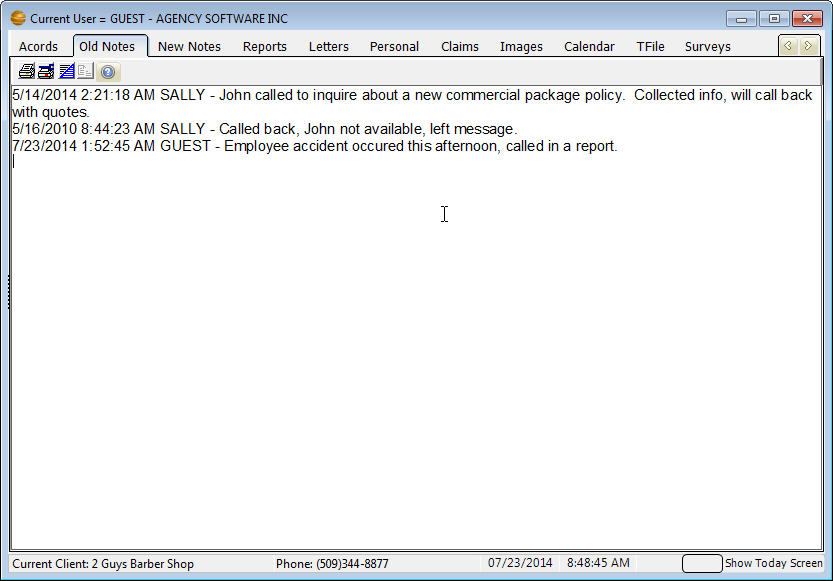 Current User = GUEST - AGENCY SOFTWARE INC
Acords Old Notes New Notes Reports Letters Personal Claims Images Calendar TFile Surveys
5/14/2014 2:21:18 AM SALLY - John called to inquire about a new commercial package policy.  Collected info, will call back
with quotes.
5/16/2010 8:44:23 AM SALLY - Called back, John not available, left message.
7/23/2014 1:52:45 AM GUEST - Employee accident occured this afternoon, called in a report.
Current Client: 2 Guys Barber Shop Phone: (509)344-8877 07/23/2014 8:48:45 AM Show Today Screen